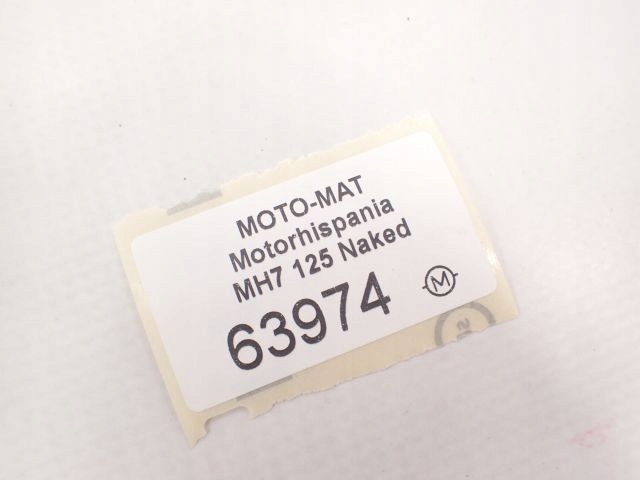 MOTO-MAT
Motorhispania
MH7 125 Naked
63974
M